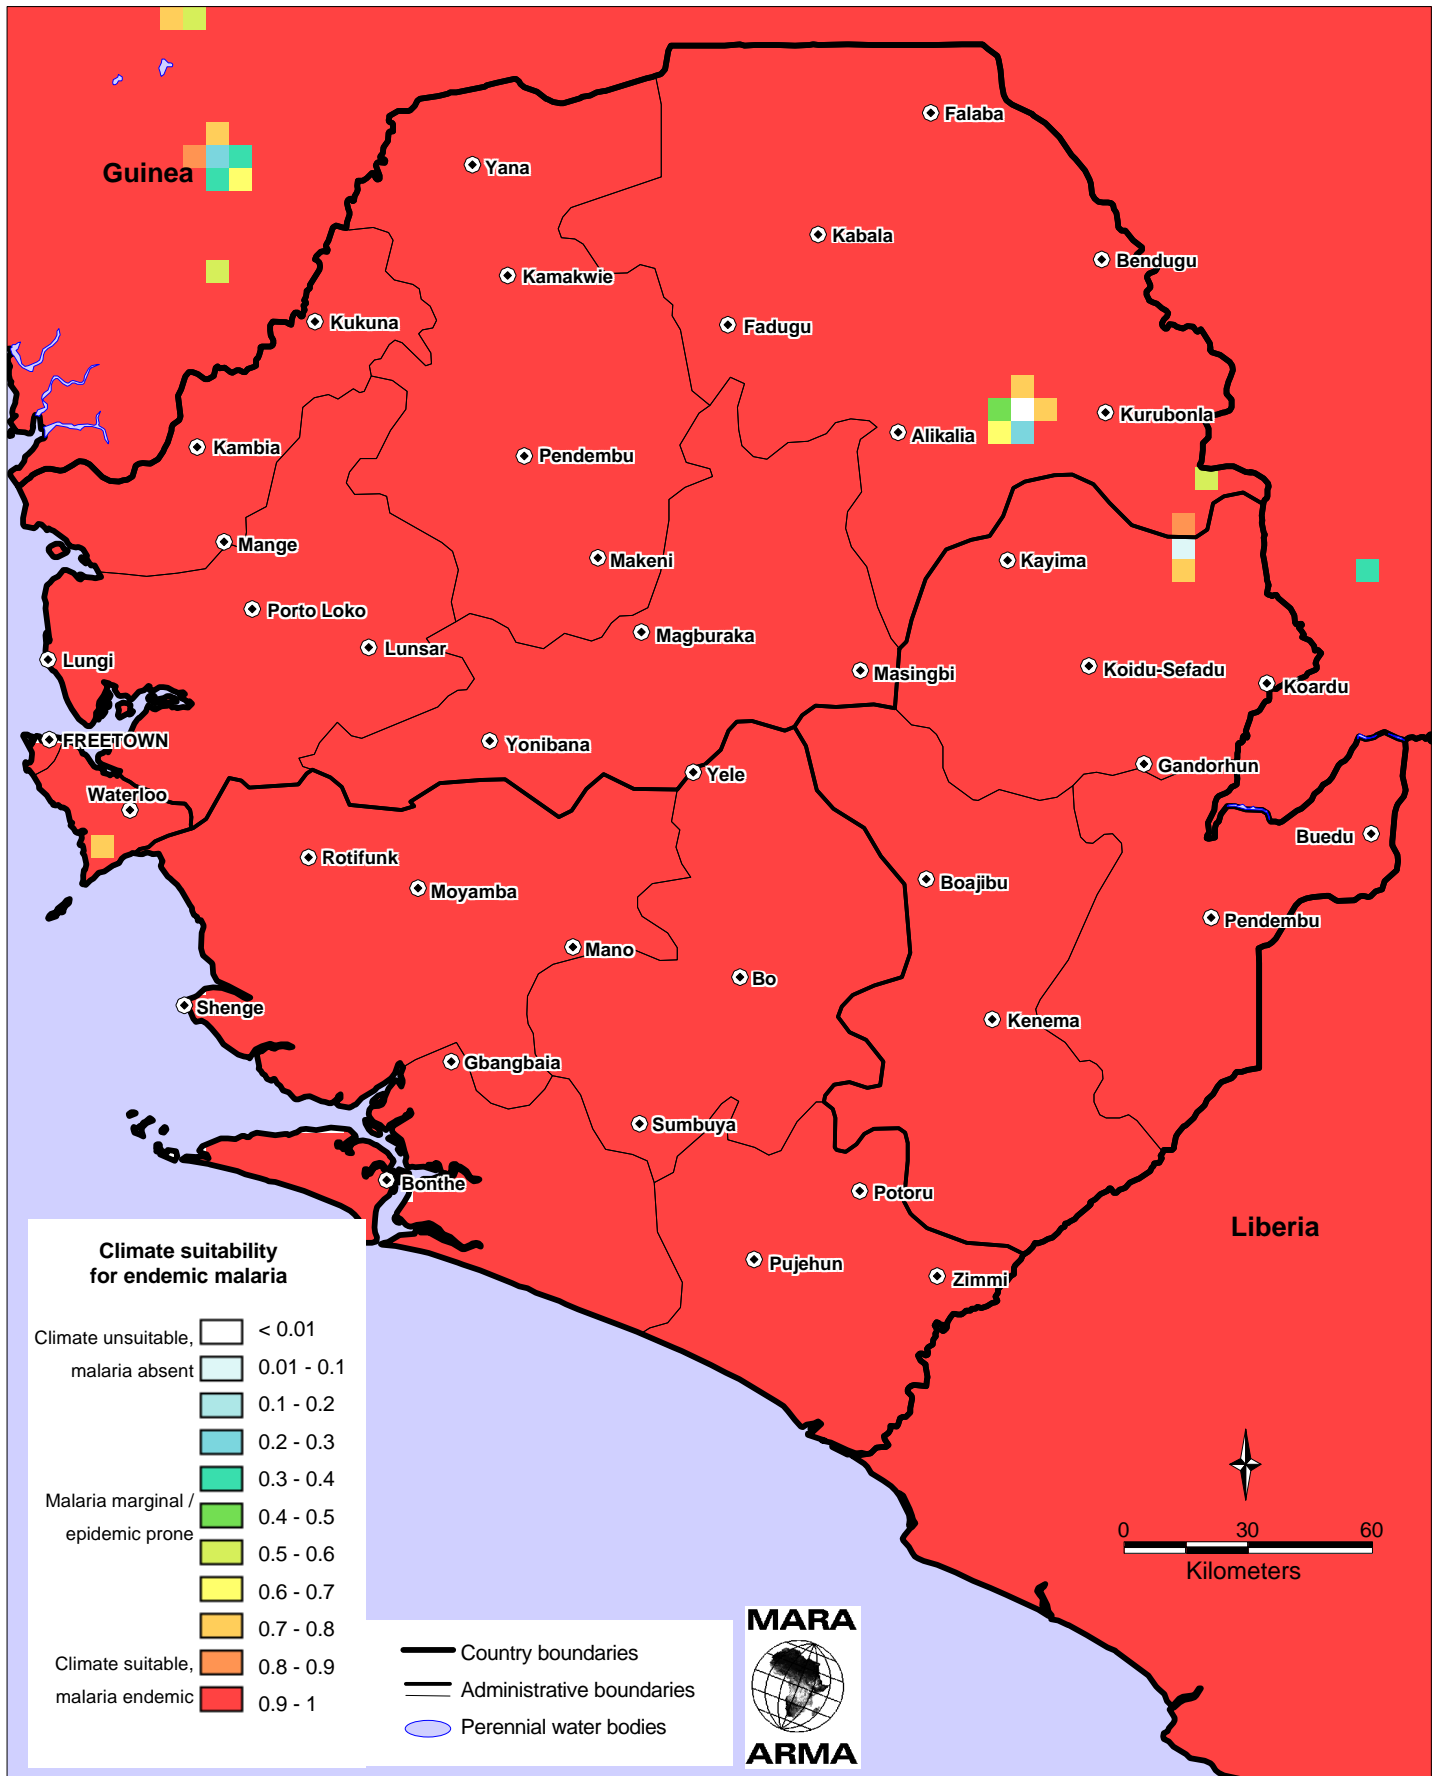 Falaba
Guinea
Yana
Kabala
Bendugu
Kamakwie
Kukuna
Fadugu
Kurubonla
Alikalia
Kambia
Pendembu
Mange
Makeni
Kayima
Porto Loko
Magburaka
Lunsar
Lungi
Masingbi
Koidu-Sefadu
Koardu
FREETOWN
Yonibana
Gandorhun
Yele
Waterloo
Buedu
Rotifunk
Moyamba
Boajibu
Pendembu
Mano
Bo
Shenge
Kenema
Gbangbaia
Sumbuya
Bonthe
Potoru
Liberia
Pujehun
Zimmi
Climate suitability
for endemic malaria
Climate unsuitable,
malaria absent
Malaria marginal /
epidemic prone
Climate suitable,
malaria endemic
< 0.01
0.01 - 0.1
0.1 - 0.2
0.2 - 0.3
0.3 - 0.4
0.4 - 0.5
0.5 - 0.6
0.6 - 0.7
0.7 - 0.8
0.8 - 0.9
0.9 - 1
Country boundaries
Administrative boundaries
Perennial water bodies
MARA
ARMA
0 30 60
Kilometers